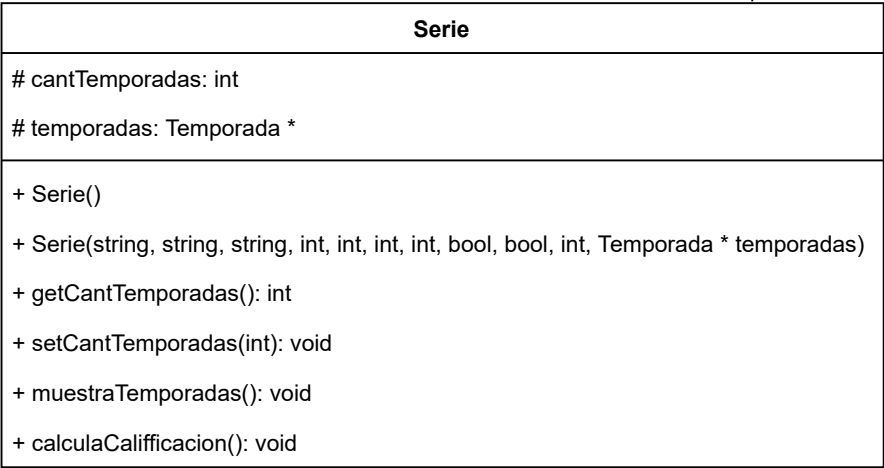 Serie
# cantTemporadas: int
# temporadas: Temporada *
+ Serie()
+ Serie(string, string, string, int, int, int, int, bool, bool, int, Temporada * temporadas)
+ getCantTemporadas(): int
+ setCantTemporadas(int): void
+ muestraTemporadas(): void
+ calculaCalifficacion(): void